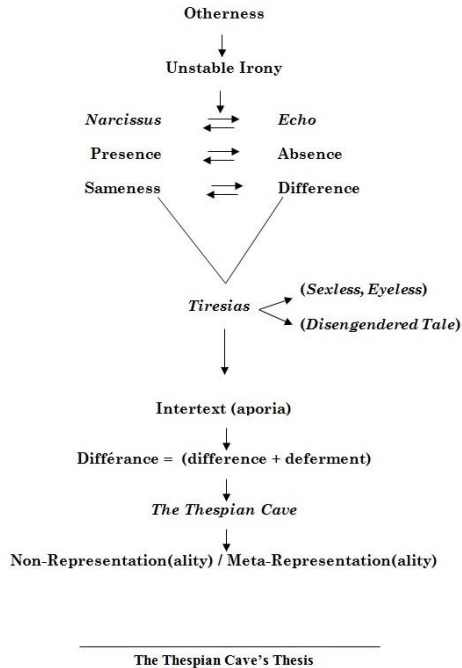 Otherness
Unstable Irony
Narcissus Echo
Presence Absence
Sameness Difference
(Sexless, Eyeless)
Tiresias
(Disengendered Tale)
Intertext (aporia)
Différance = (difference + deferment)
The Thespian Cave
Non-Representation(ality) / Meta-Representation(ality)
The Thespian Cave's Thesis